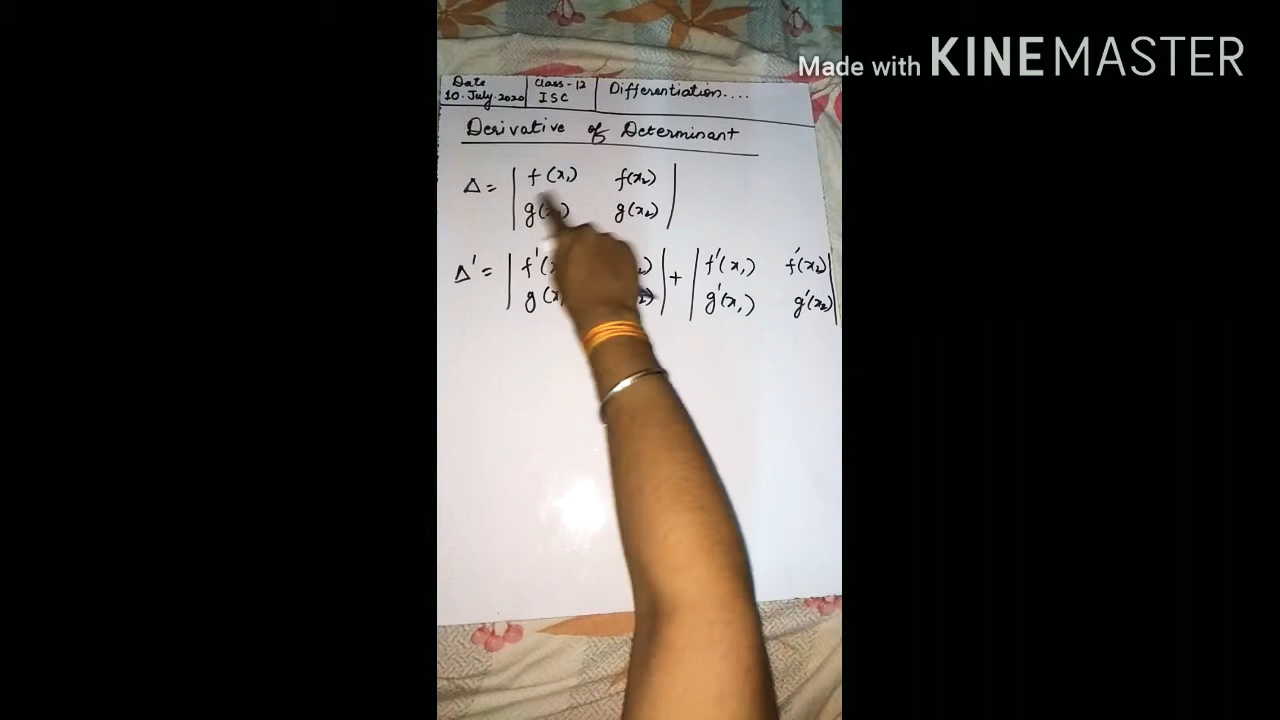 Made with KINEMASTER
Date
10.July.2020
Class-12
ISC
Differentiation....
Derivative of Determinant
Δ = | f(x₁) f(x₂) |
| g(x₁) g(x₂) |
Δ' = | f'(x | + | f'(x₁) f'(x₂) |
| g(x | | g'(x₁) g'(x₂) |